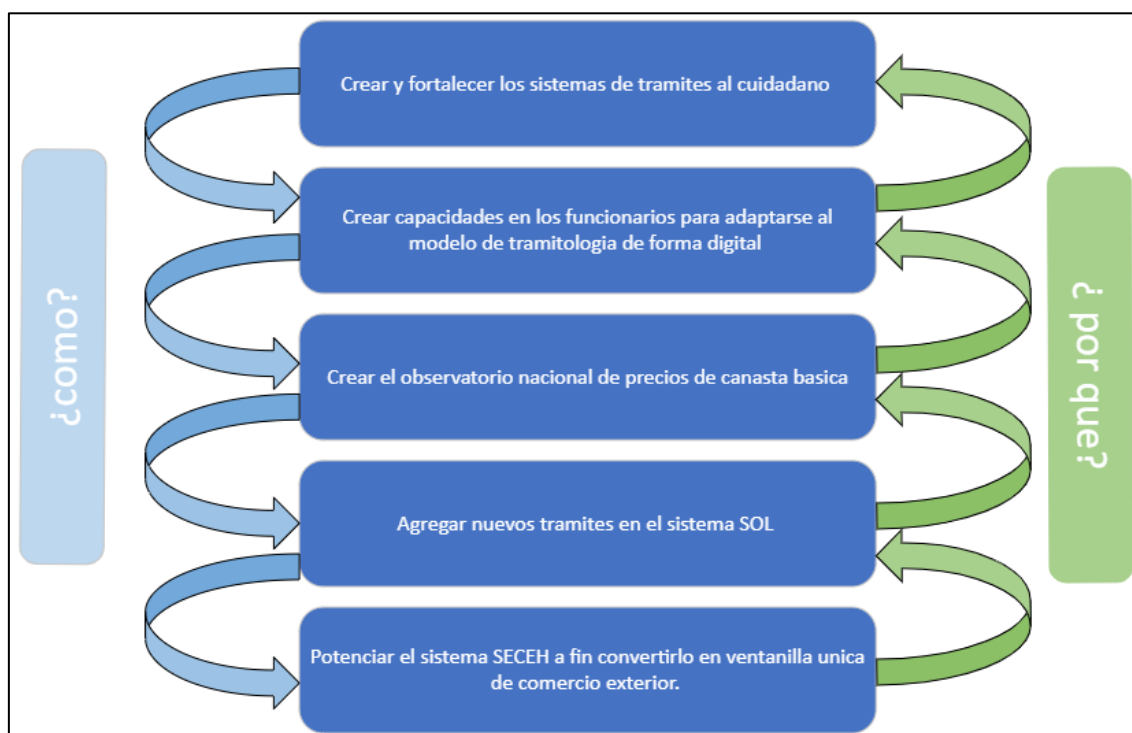 Crear y fortalecer los sistemas de tramites al cuidadano
Crear capacidades en los funcionarios para adaptarse al
modelo de tramitologia de forma digital
¿como?
Crear el observatorio nacional de precios de canasta basica
¿ por que?
Agregar nuevos tramites en el sistema SOL
Potenciar el sistema SECEH a fin convertirlo en ventanilla unica
de comercio exterior.